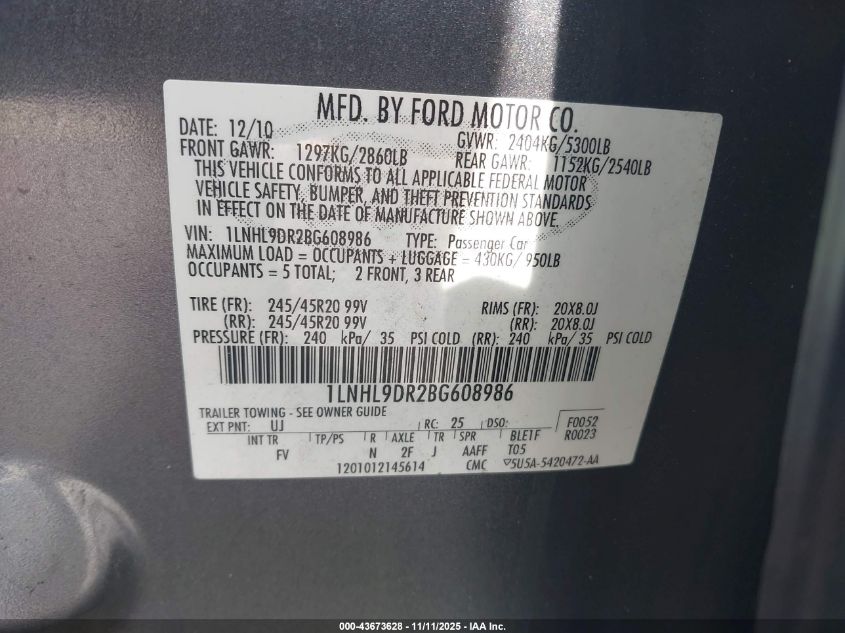 MFD. BY FORD MOTOR CO.
DATE: 12/10 GVWR: 2404KG/5300LB
FRONT GAWR: 1297KG/2860LB REAR GAWR: 1152KG/2540LB
THIS VEHICLE CONFORMS TO ALL APPLICABLE FEDERAL MOTOR
VEHICLE SAFETY, BUMPER, AND THEFT PREVENTION STANDARDS
IN EFFECT ON THE DATE OF MANUFACTURE SHOWN ABOVE.
VIN: 1LNHL9DR2BG608986 TYPE: Passenger Car
MAXIMUM LOAD = OCCUPANTS + LUGGAGE = 430KG/ 950LB
OCCUPANTS = 5 TOTAL; 2 FRONT, 3 REAR
TIRE (FR): 245/45R20 99V RIMS (FR): 20X8.0J
(RR): 245/45R20 99V (RR): 20X8.0J
PRESSURE (FR): 240 kPa/ 35 PSI COLD (RR): 240 kPa/ 35 PSI COLD
1LNHL9DR2BG608986
TRAILER TOWING - SEE OWNER GUIDE
EXT PNT: UJ RC: 25 DSO: F0052
INT TR TP/PS R AXLE TR SPR BLETF R0023
FV N 2F J AAFF T05
1201012145614 CMC ▽5U5A-5420472-AA
000-43673628 - 11/11/2025 - IAA Inc.